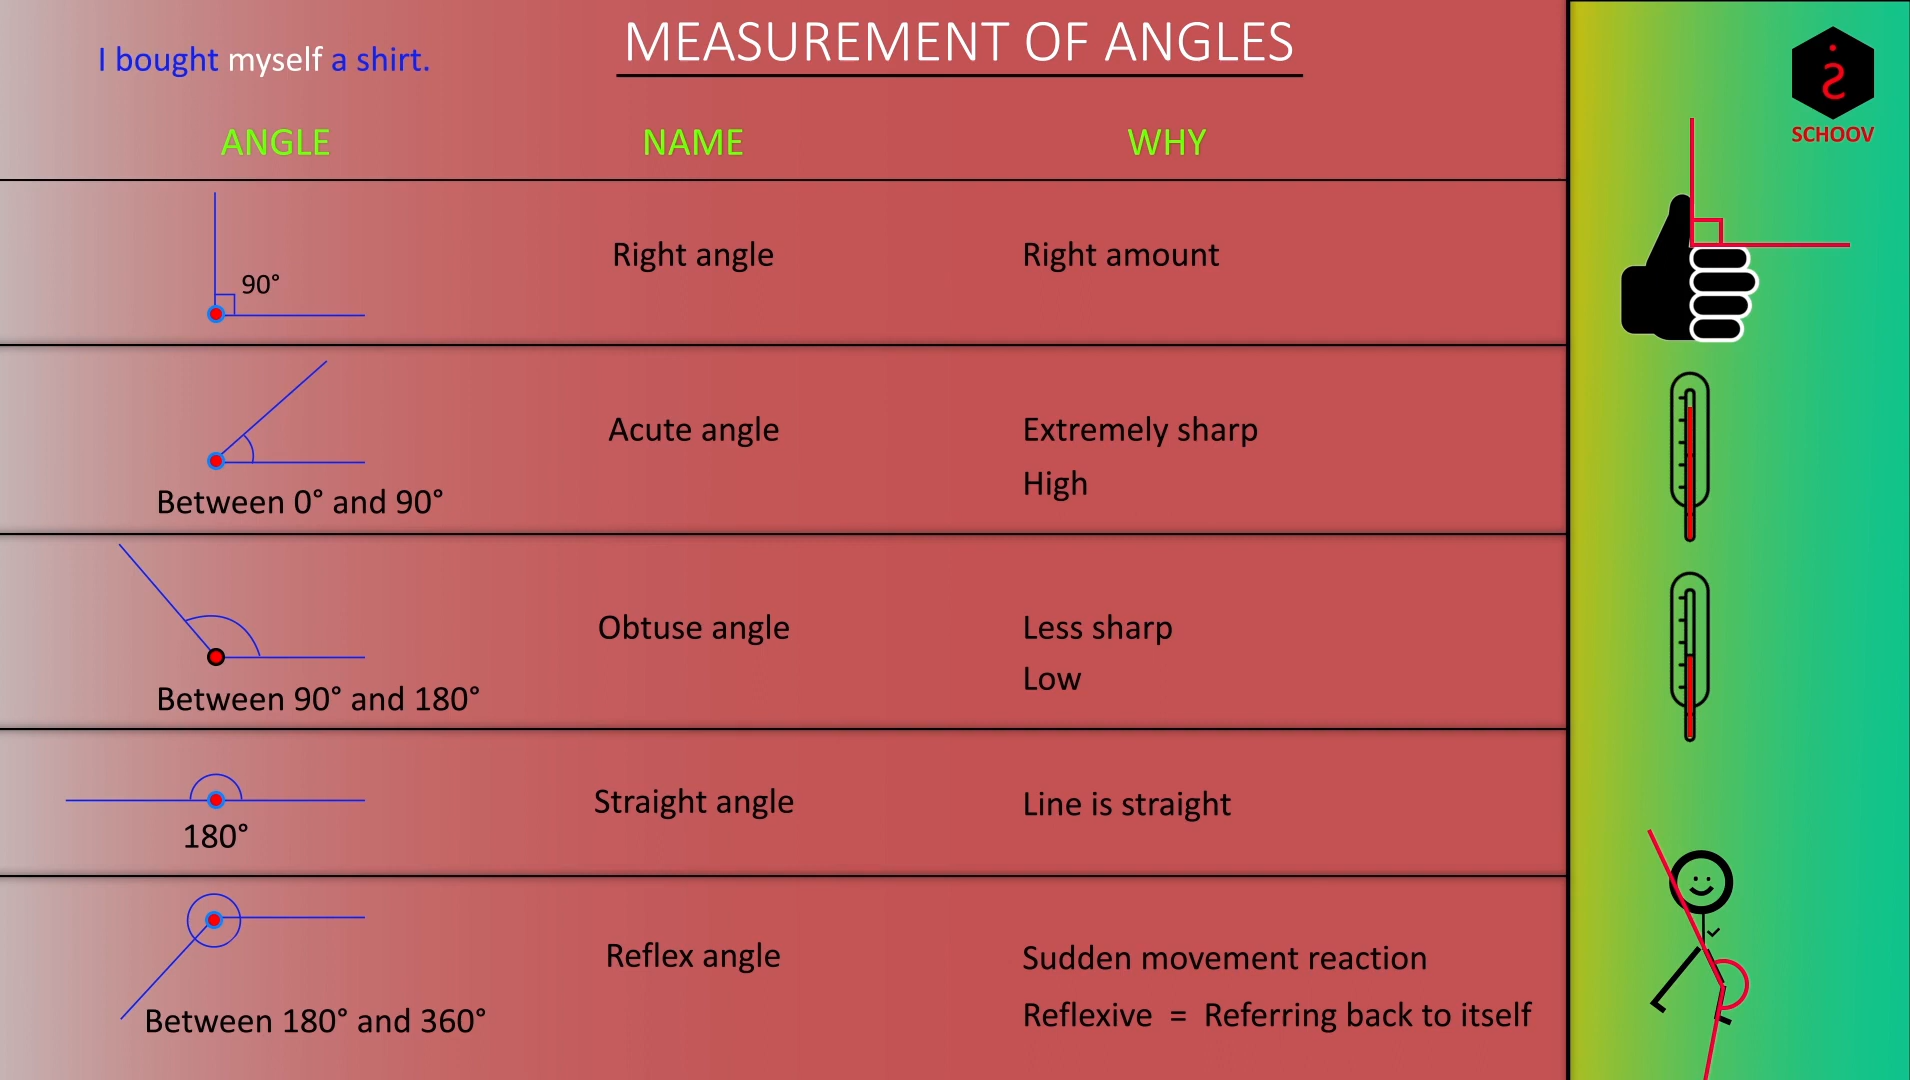 I bought myself a shirt.
MEASUREMENT OF ANGLES
SCHOOV
ANGLE NAME WHY
90°
Right angle
Right amount
Acute angle
Extremely sharp
High
Between 0° and 90°
Obtuse angle
Less sharp
Low
Between 90° and 180°
Straight angle
Line is straight
180°
Reflex angle
Sudden movement reaction
Reflexive = Referring back to itself
Between 180° and 360°